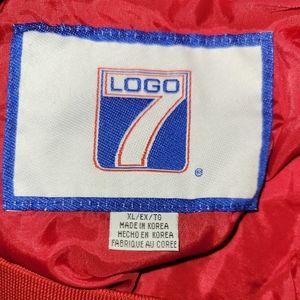 LOGO
7
®
XL/EX/TG
MADE IN KOREA
HECHO EN KOREA
FABRIQUE AU COREE